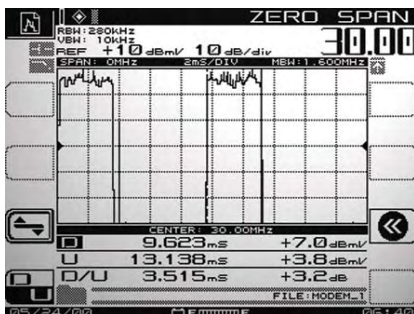 ZERO SPAN
RBW:280KHZ
VBW: 10KHZ
30.00
REF +10 dBmV 10 dB/div
SPAN: 0MHZ 2mS/DIV MBW:1.600MHZ
CENTER: 30.00MHZ
D 9.623mS +7.0dBmV
U 13.138mS +3.8dBmV
D/U 3.515mS +3.2dB
FILE:MODEM_1
D
U
05/24/00 E F 06:40